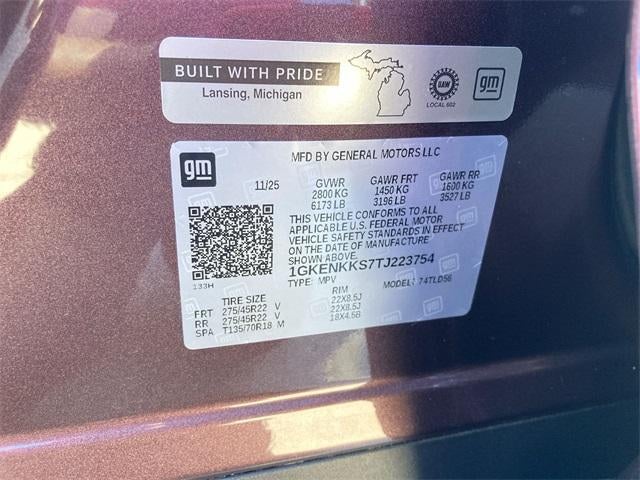 BUILT WITH PRIDE
Lansing, Michigan
UAW
LOCAL 602
gm
gm
MFD BY GENERAL MOTORS LLC
11/25 GVWR GAWR FRT GAWR RR
2800 KG 1450 KG 1600 KG
6173 LB 3196 LB 3527 LB
THIS VEHICLE CONFORMS TO ALL
APPLICABLE U.S. FEDERAL MOTOR
VEHICLE SAFETY STANDARDS IN EFFECT
ON THE DATE OF MANUFACTURE
SHOWN ABOVE.
1GKENKKS7TJ223754
133H
TYPE: MPV MODEL: 74TLD56
TIRE SIZE RIM
FRT 275/45R22 V 22X8.5J
RR 275/45R22 V 22X8.5J
SPA T135/70R18 M 18X4.5B